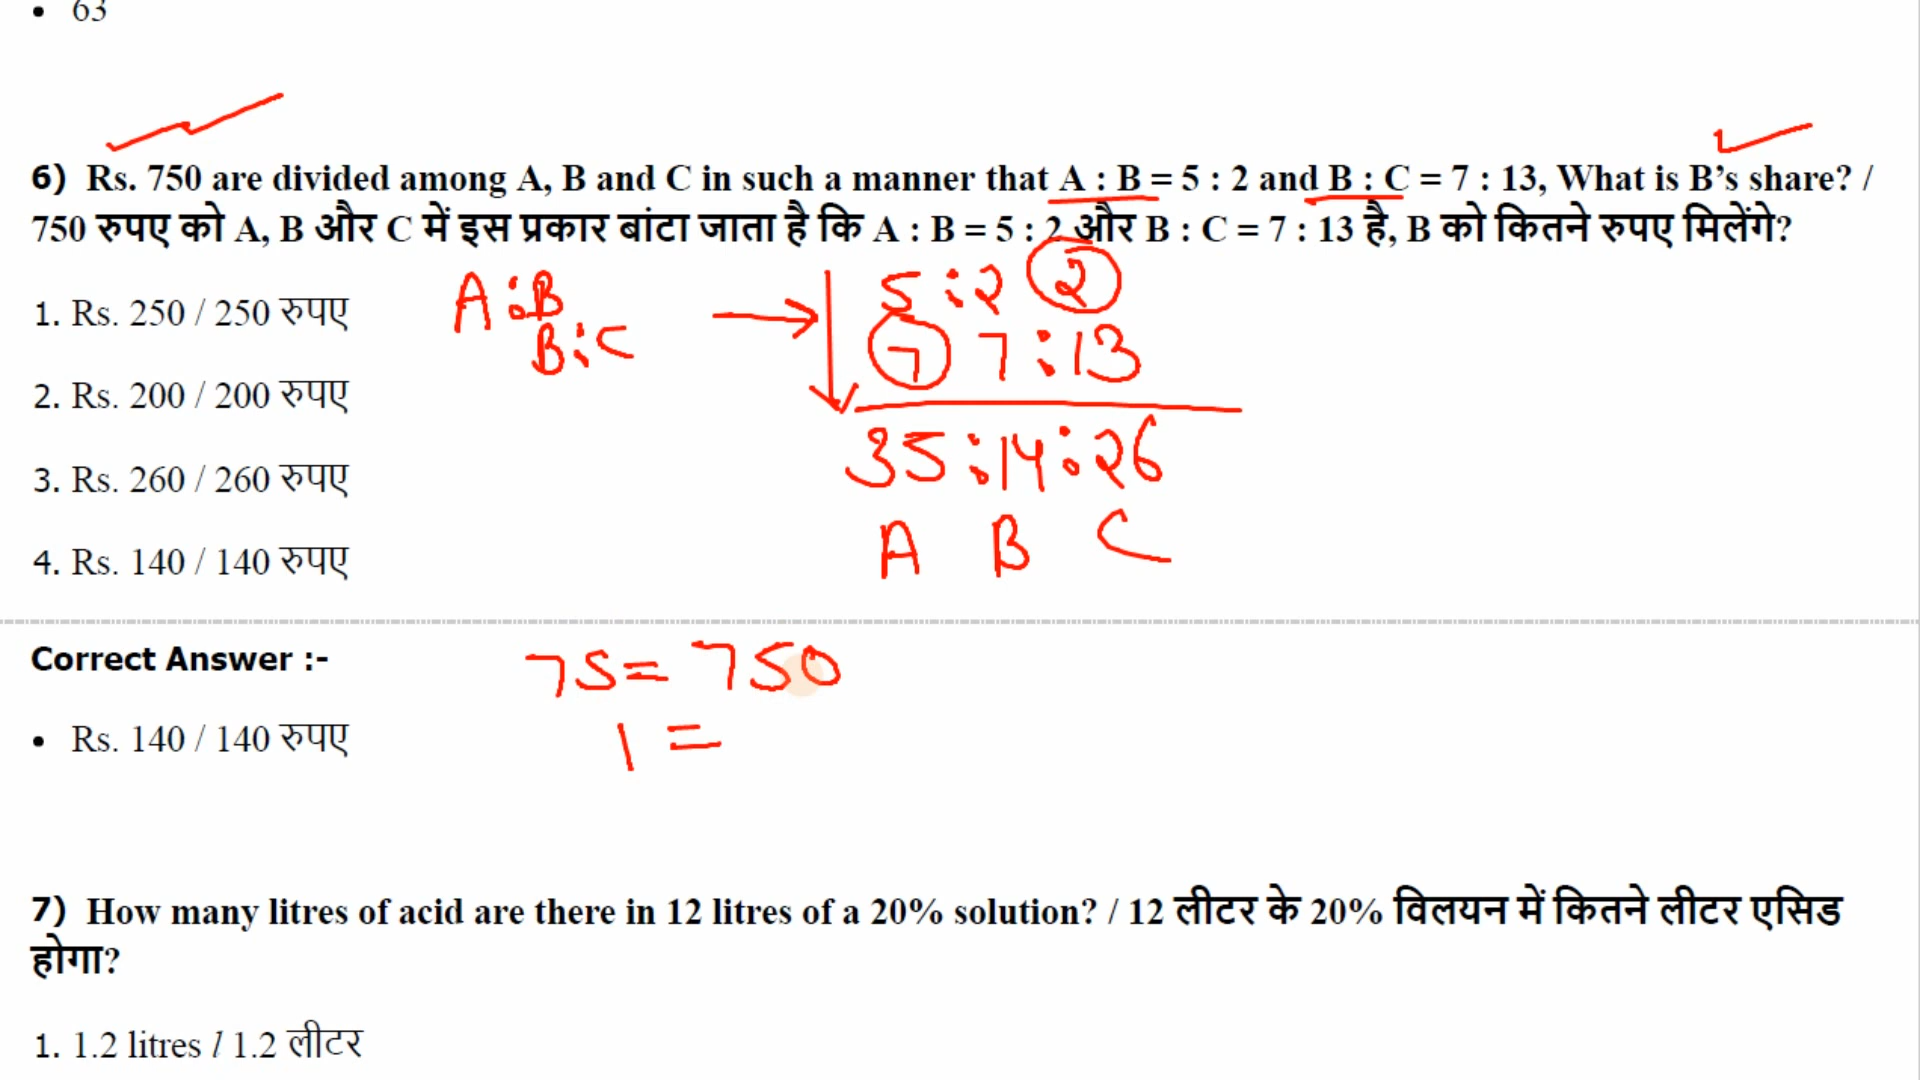 • 63
6) Rs. 750 are divided among A, B and C in such a manner that A : B = 5 : 2 and B : C = 7 : 13, What is B’s share? /
750 रुपए को A, B और C में इस प्रकार बांटा जाता है कि A : B = 5 : 2 और B : C = 7 : 13 है, B को कितने रुपए मिलेंगे?
A : B
B : C
5 : 2 2
7 7 : 13
35 : 14 : 26
A B C
1. Rs. 250 / 250 रुपए
2. Rs. 200 / 200 रुपए
3. Rs. 260 / 260 रुपए
4. Rs. 140 / 140 रुपए
Correct Answer :-
75 = 750
1 =
• Rs. 140 / 140 रुपए
7) How many litres of acid are there in 12 litres of a 20% solution? / 12 लीटर के 20% विलयन में कितने लीटर एसिड
होगा?
1. 1.2 litres / 1.2 लीटर